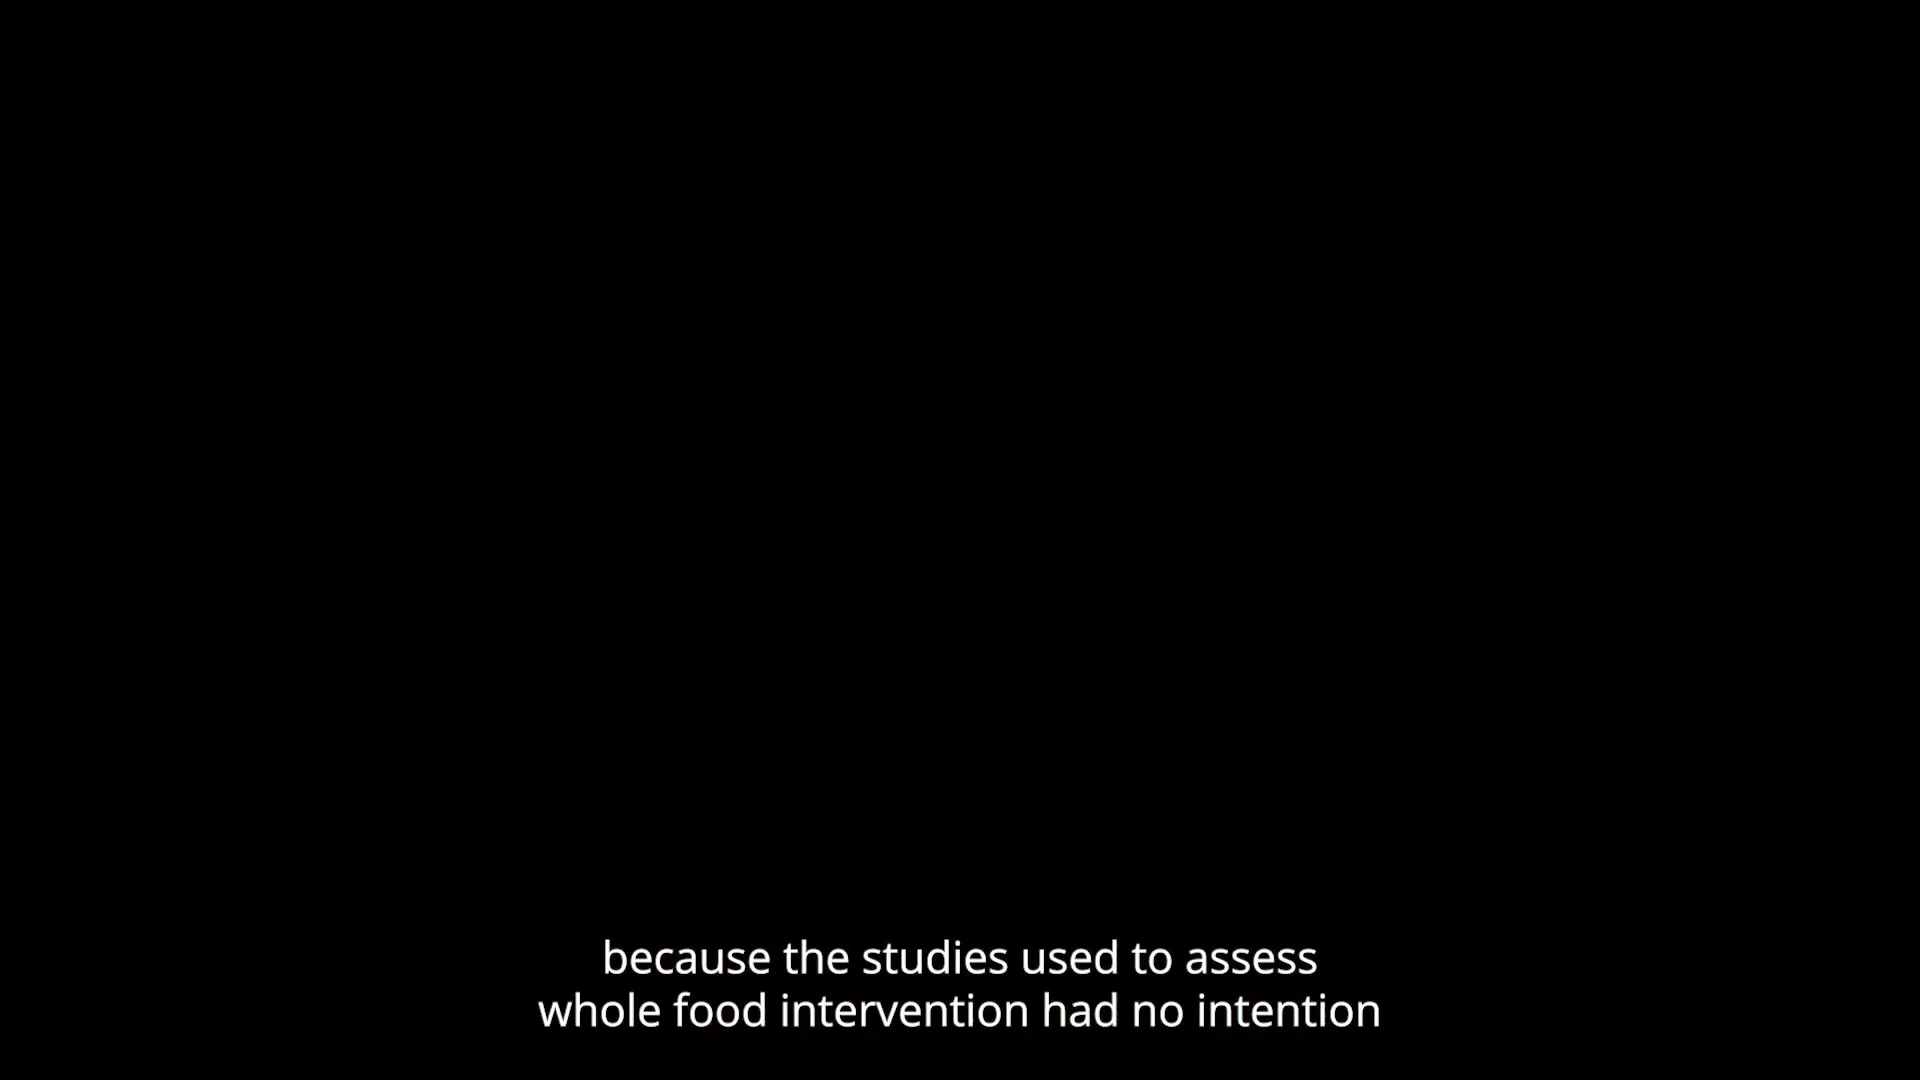 because the studies used to assess
whole food intervention had no intention